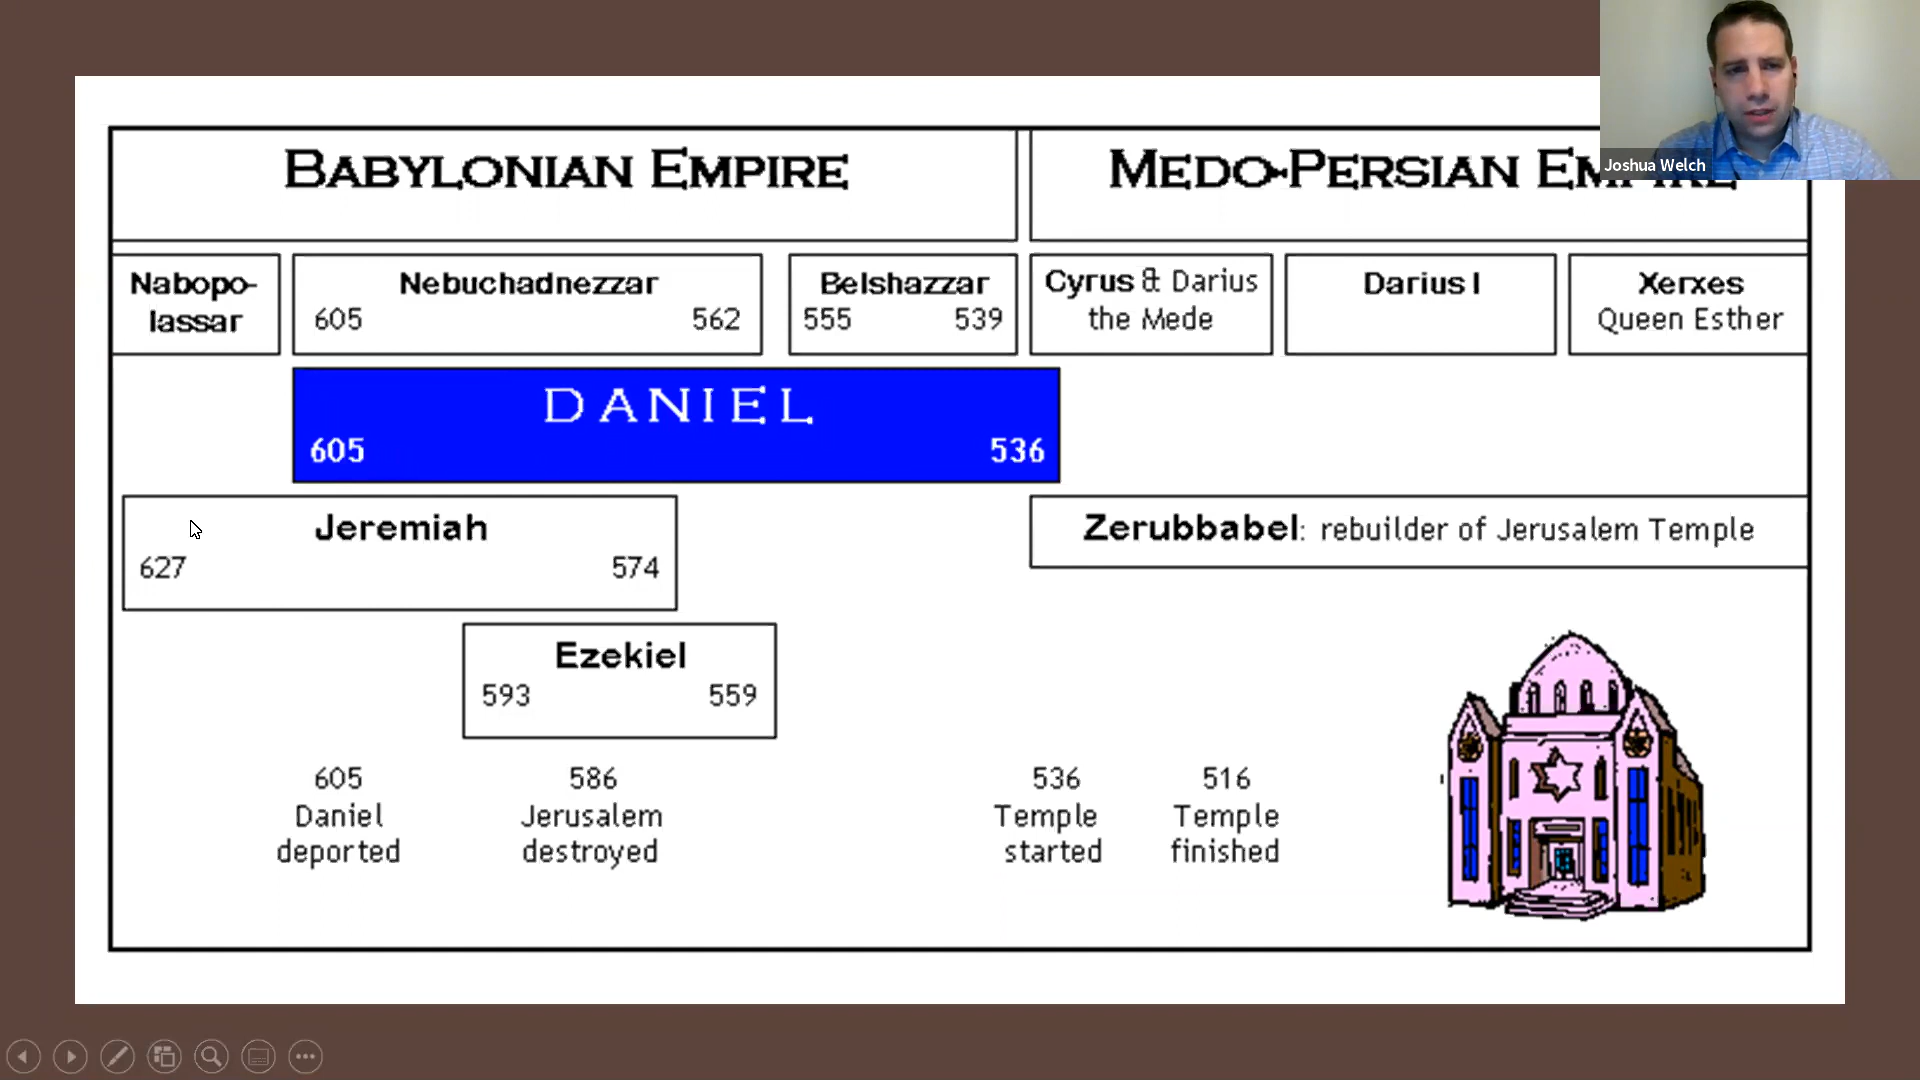 BABYLONIAN EMPIRE
MEDO-PERSIAN EMPIRE
Joshua Welch
Nabopo-
lassar
Nebuchadnezzar
605 562
Belshazzar
555 539
Cyrus & Darius
the Mede
Darius I
Xerxes
Queen Esther
DANIEL
605 536
Jeremiah
627 574
Zerubbabel: rebuilder of Jerusalem Temple
Ezekiel
593 559
605
Daniel
deported
586
Jerusalem
destroyed
536
Temple
started
516
Temple
finished